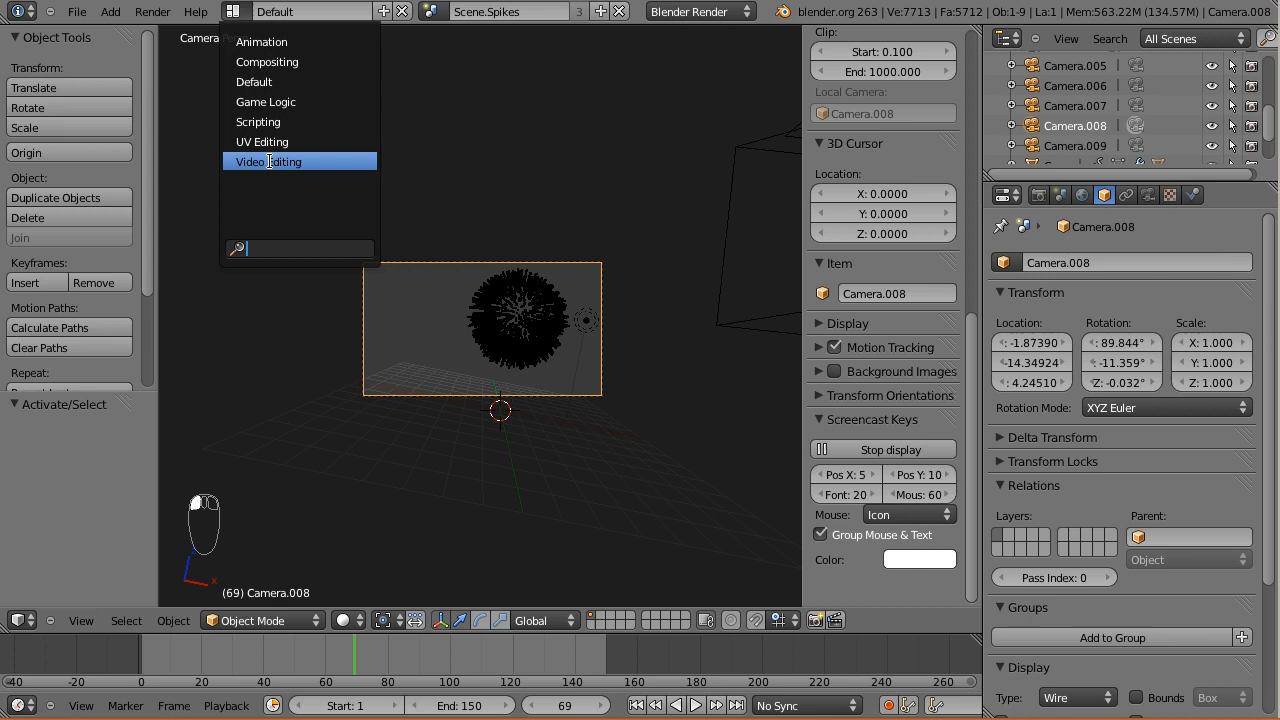 File Add Render Help Default Scene.Spikes 3 Blender Render blender.org 263 | Ve:7713 | Fa:5712 | Ob:1-9 | La:1 | Mem:563.2M (134.57M) | Camera.008
Object Tools
Transform:
Translate
Rotate
Scale
Origin
Object:
Duplicate Objects
Delete
Join
Keyframes:
Insert Remove
Motion Paths:
Calculate Paths
Clear Paths
Repeat:
Activate/Select
Camera
Animation
Compositing
Default
Game Logic
Scripting
UV Editing
Video Editing
x
(69) Camera.008
Clip:
Start: 0.100
End: 1000.000
Local Camera:
Camera.008
3D Cursor
Location:
X: 0.0000
Y: 0.0000
Z: 0.0000
Item
Camera.008
Display
Motion Tracking
Background Images
Transform Orientations
Screencast Keys
Stop display
Pos X: 5 Pos Y: 10
Font: 20 Mous: 60
Mouse: Icon
Group Mouse & Text
Color:
View Search All Scenes
Camera.005
Camera.006
Camera.007
Camera.008
Camera.009
Camera.008
Camera.008
Transform
Location: Rotation: Scale:
: -1.87390 : 89.844° X: 1.000
-14.34924 : -11.359° Y: 1.000
: 4.24510 Z: -0.032° Z: 1.000
Rotation Mode: XYZ Euler
Delta Transform
Transform Locks
Relations
Layers: Parent:
Object
Pass Index: 0
Groups
Add to Group
Display
Type: Wire Bounds Box
View Select Object Object Mode Global
-40 -20 0 20 40 60 80 100 120 140 160 180 200 220 240 260
View Marker Frame Playback Start: 1 End: 150 69 No Sync